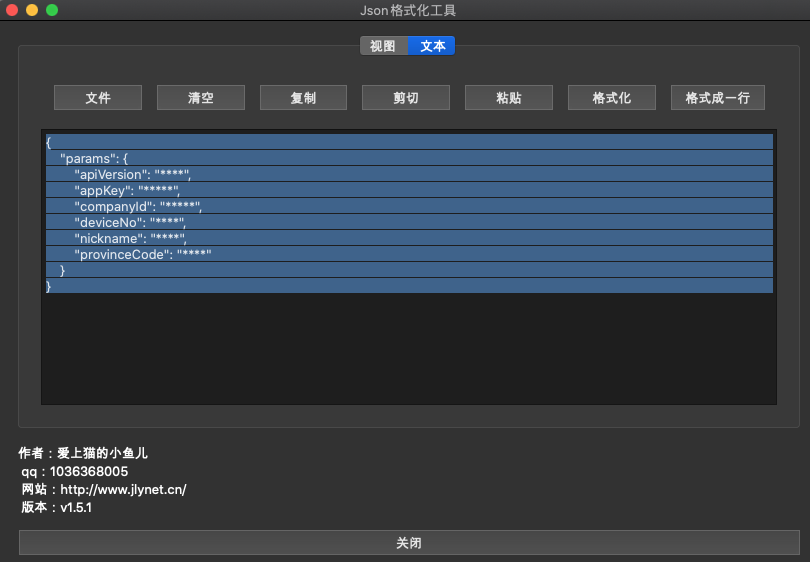 Json格式化工具
视图 文本
文件 清空 复制 剪切 粘贴 格式化 格式成一行
{
"params": {
"apiVersion": "****",
"appKey": "*****",
"companyId": "*****",
"deviceNo": "****",
"nickname": "****",
"provinceCode": "****"
}
}
作者：爱上猫的小鱼儿
qq：1036368005
网站：http://www.jlynet.cn/
版本：v1.5.1
关闭